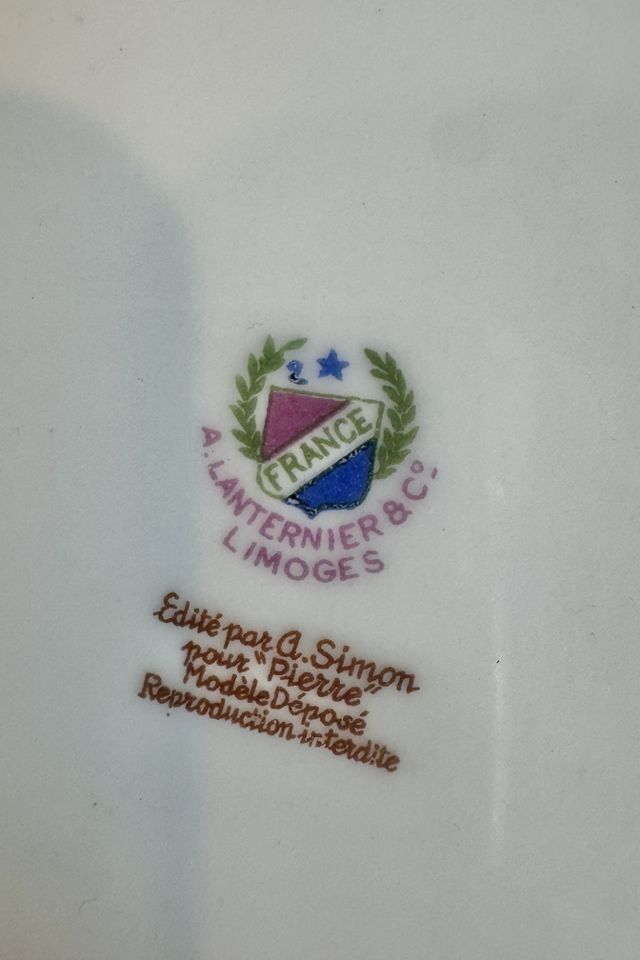 FRANCE
A. LANTERNIER & Cº.
LIMOGES
Edité par A. Simon
pour "Pierre"
Modèle Déposé
Reproduction interdite